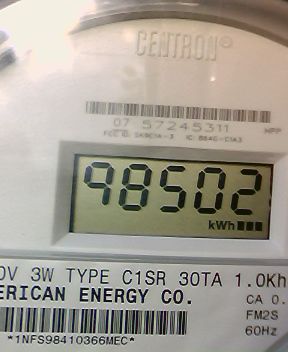 CENTRON®
07 57245311
98502
kWh
0V 3W TYPE C1SR 30TA 1.0Kh
ERICAN ENERGY CO.
CA 0.
FM2S
60Hz
*1NFS98410366MEC*